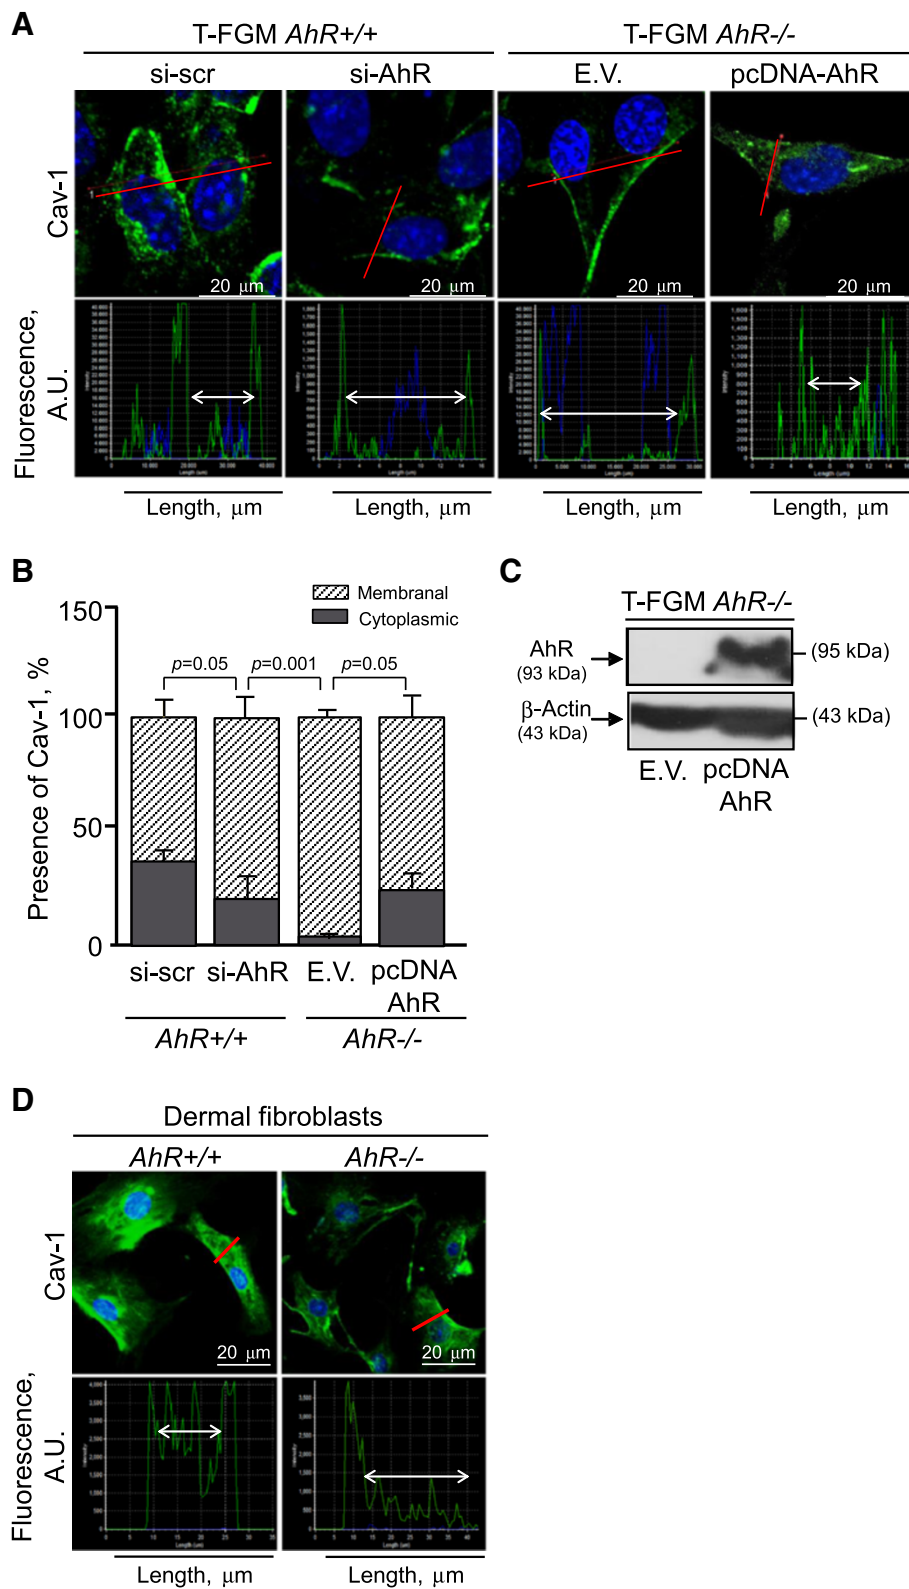 A
T-FGM AhR+/+
T-FGM AhR-/-
si-scr
si-AhR
E.V.
pcDNA-AhR
Cav-1
20 μm
20 μm
20 μm
20 μm
Fluorescence,
A.U.
Length, μm
Length, μm
Length, μm
Length, μm
B
Presence of Cav-1, %
150
100
50
0
Membranal
Cytoplasmic
p=0.05
p=0.001
p=0.05
si-scr
si-AhR
E.V.
pcDNA
AhR
AhR+/+
AhR-/-
C
T-FGM AhR-/-
AhR
(93 kDa)
(95 kDa)
β-Actin
(43 kDa)
(43 kDa)
E.V.
pcDNA
AhR
D
Dermal fibroblasts
AhR+/+
AhR-/-
Cav-1
20 μm
20 μm
Fluorescence,
A.U.
Length, μm
Length, μm